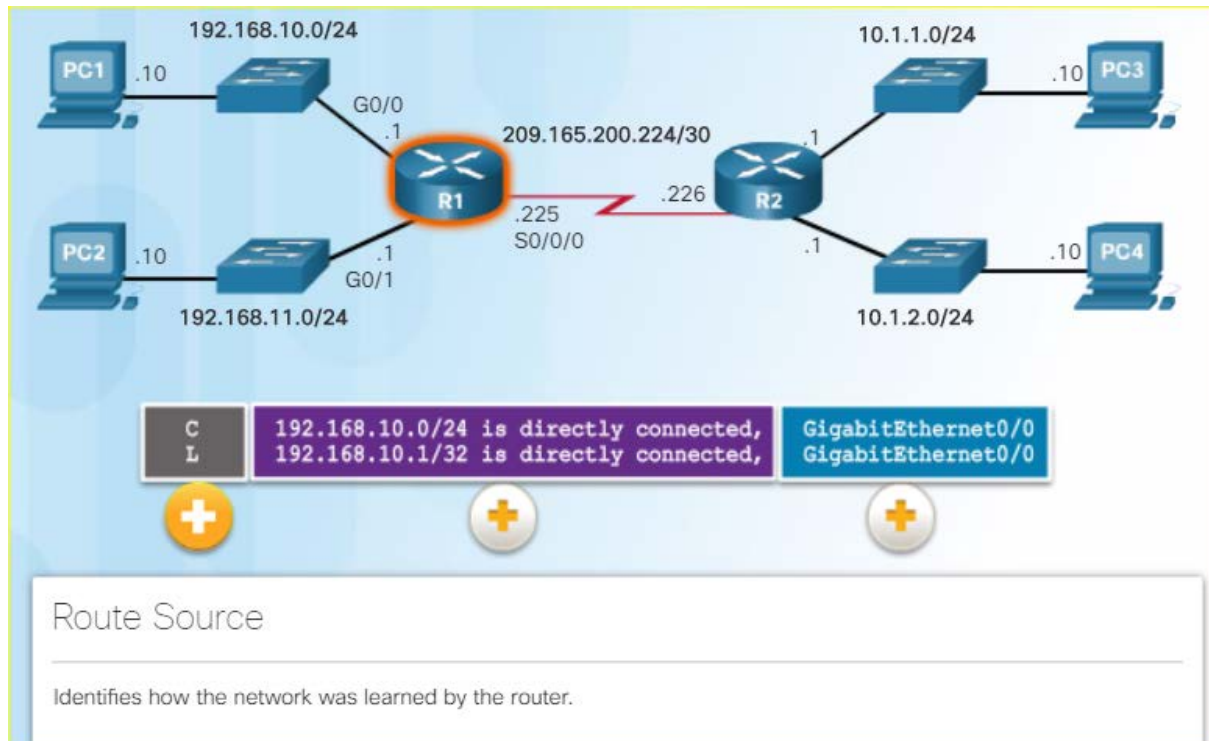 192.168.10.0/24
10.1.1.0/24
PC1
.10
.10
PC3
G0/0
.1
209.165.200.224/30
.1
R1
.226
R2
.225
S0/0/0
PC2
.10
.1
G0/1
.1
.10
PC4
192.168.11.0/24
10.1.2.0/24
C 192.168.10.0/24 is directly connected, GigabitEthernet0/0
L 192.168.10.1/32 is directly connected, GigabitEthernet0/0
Route Source
Identifies how the network was learned by the router.